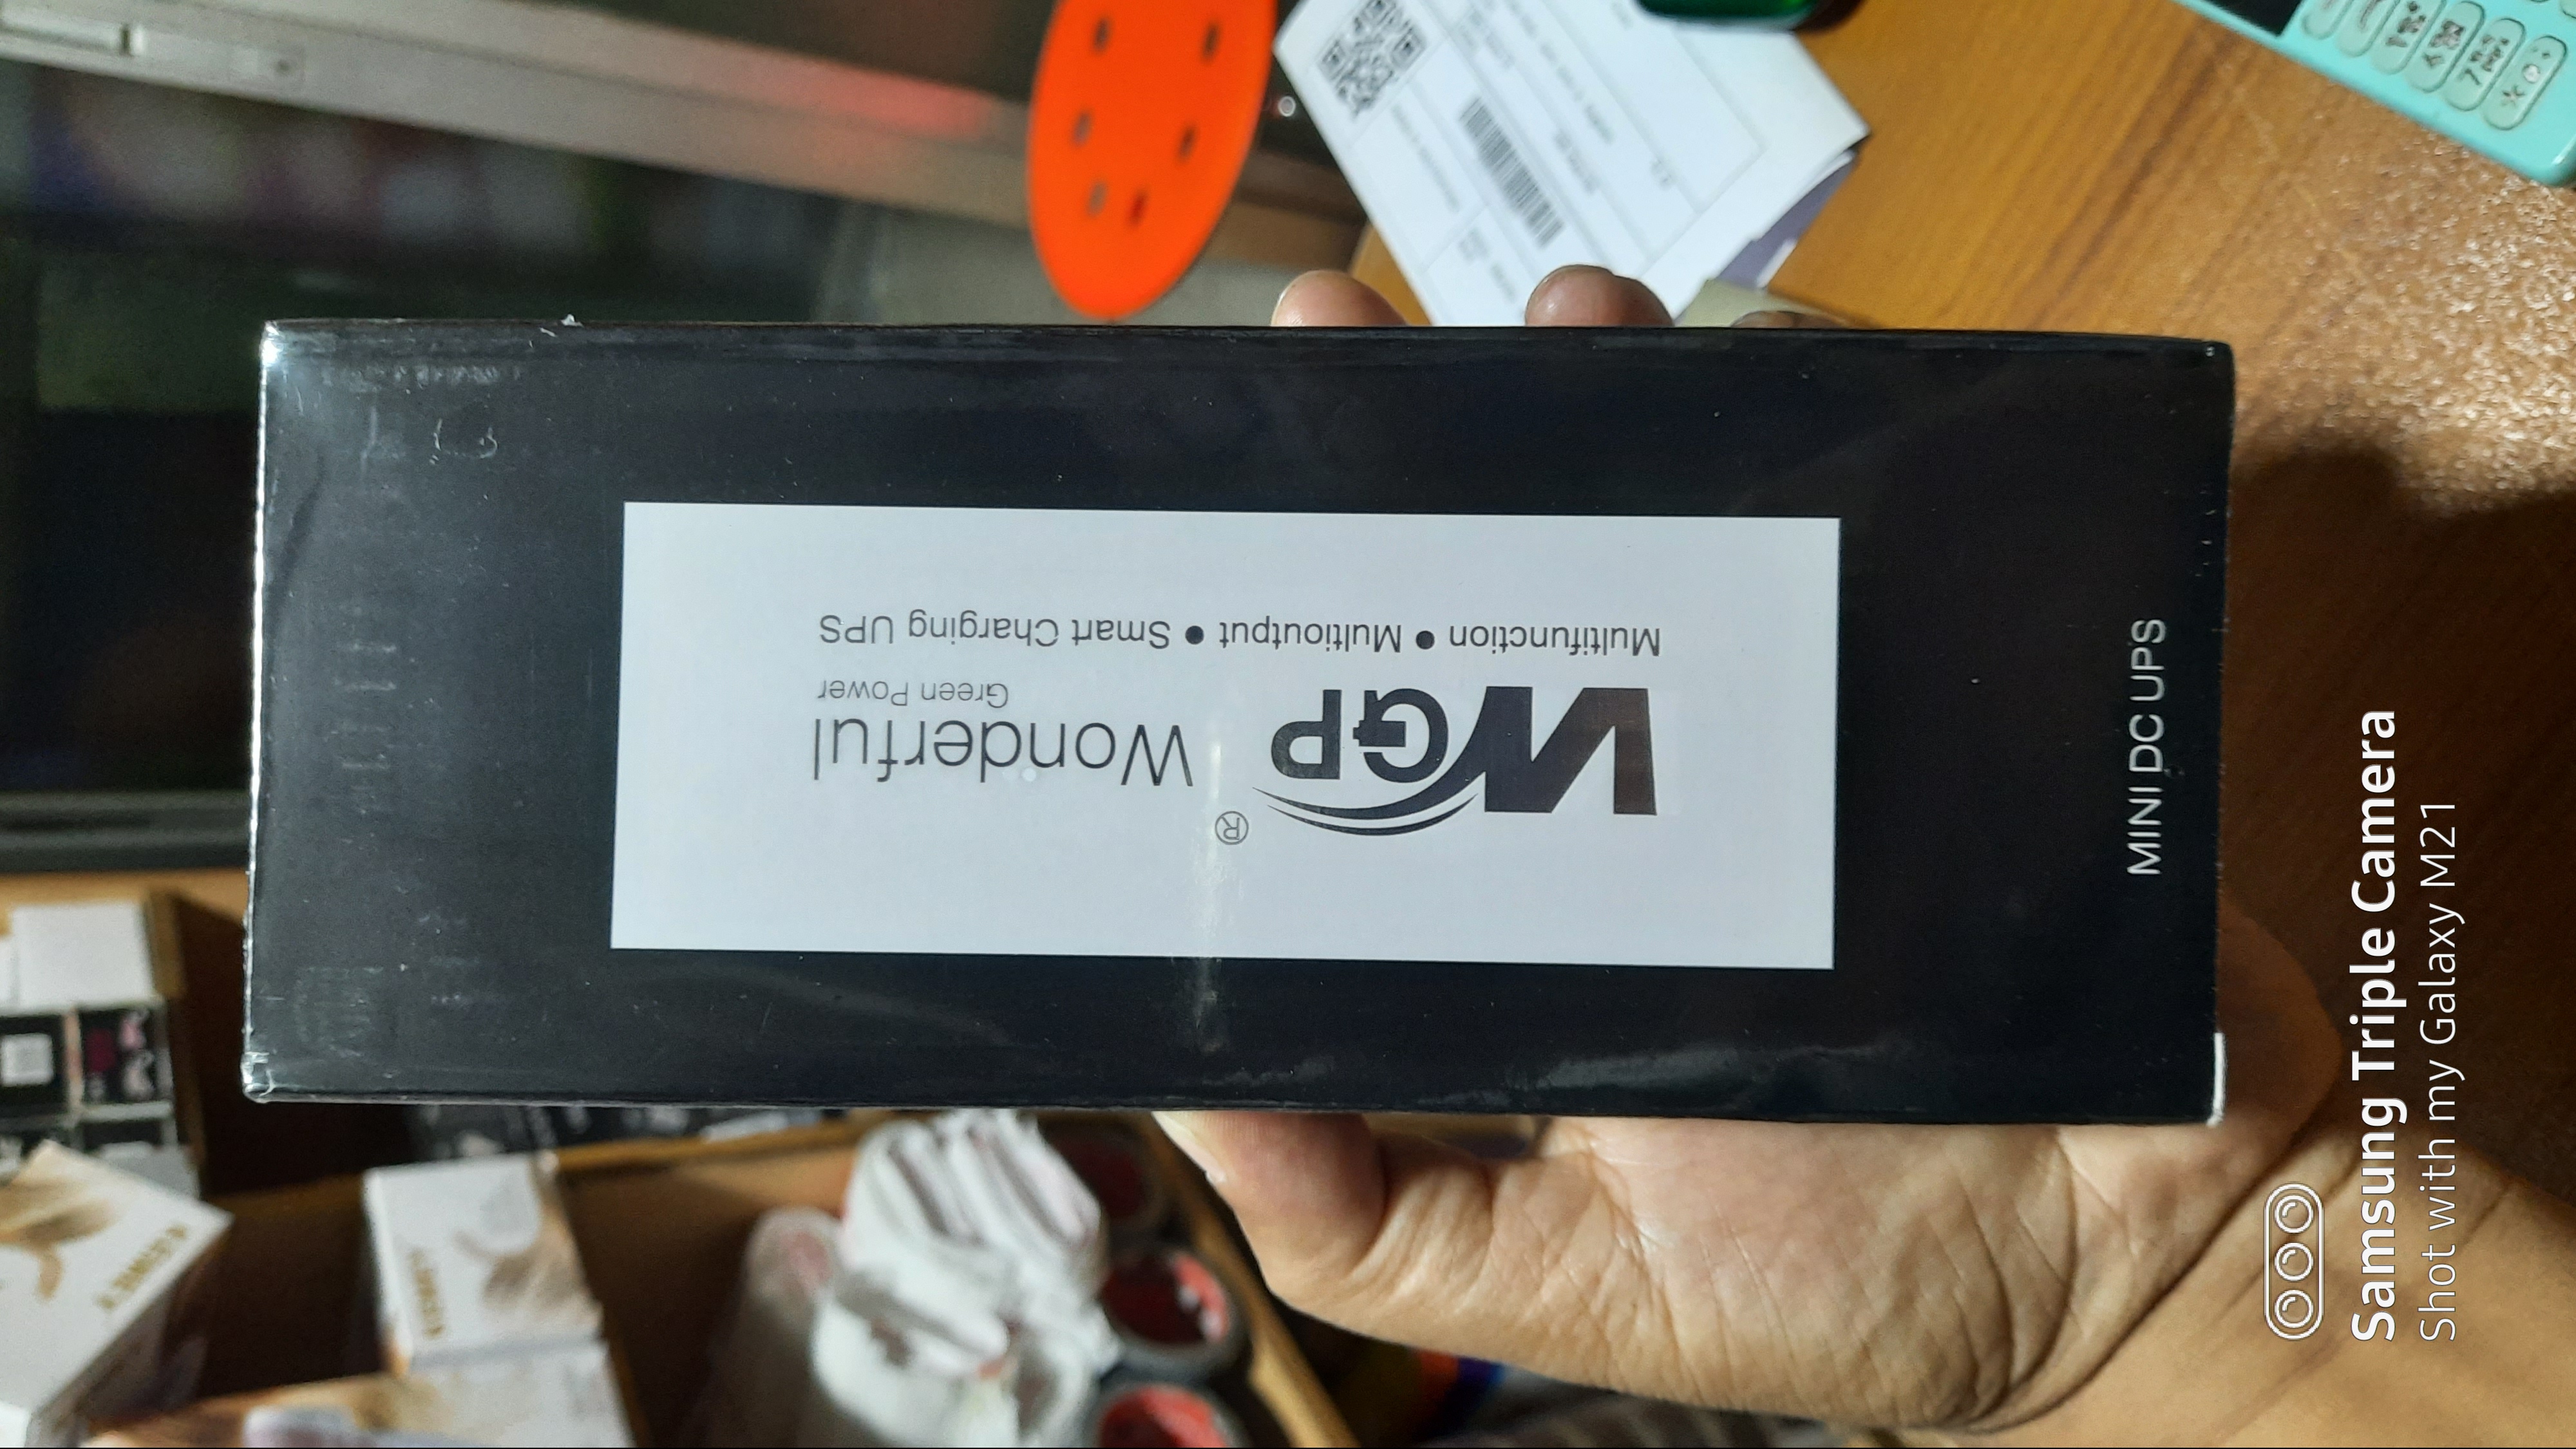 WGP®
Wonderful
Green Power
Multifunction • Multioutput • Smart Charging UPS
MINI DC UPS
Samsung Triple Camera
Shot with my Galaxy M21